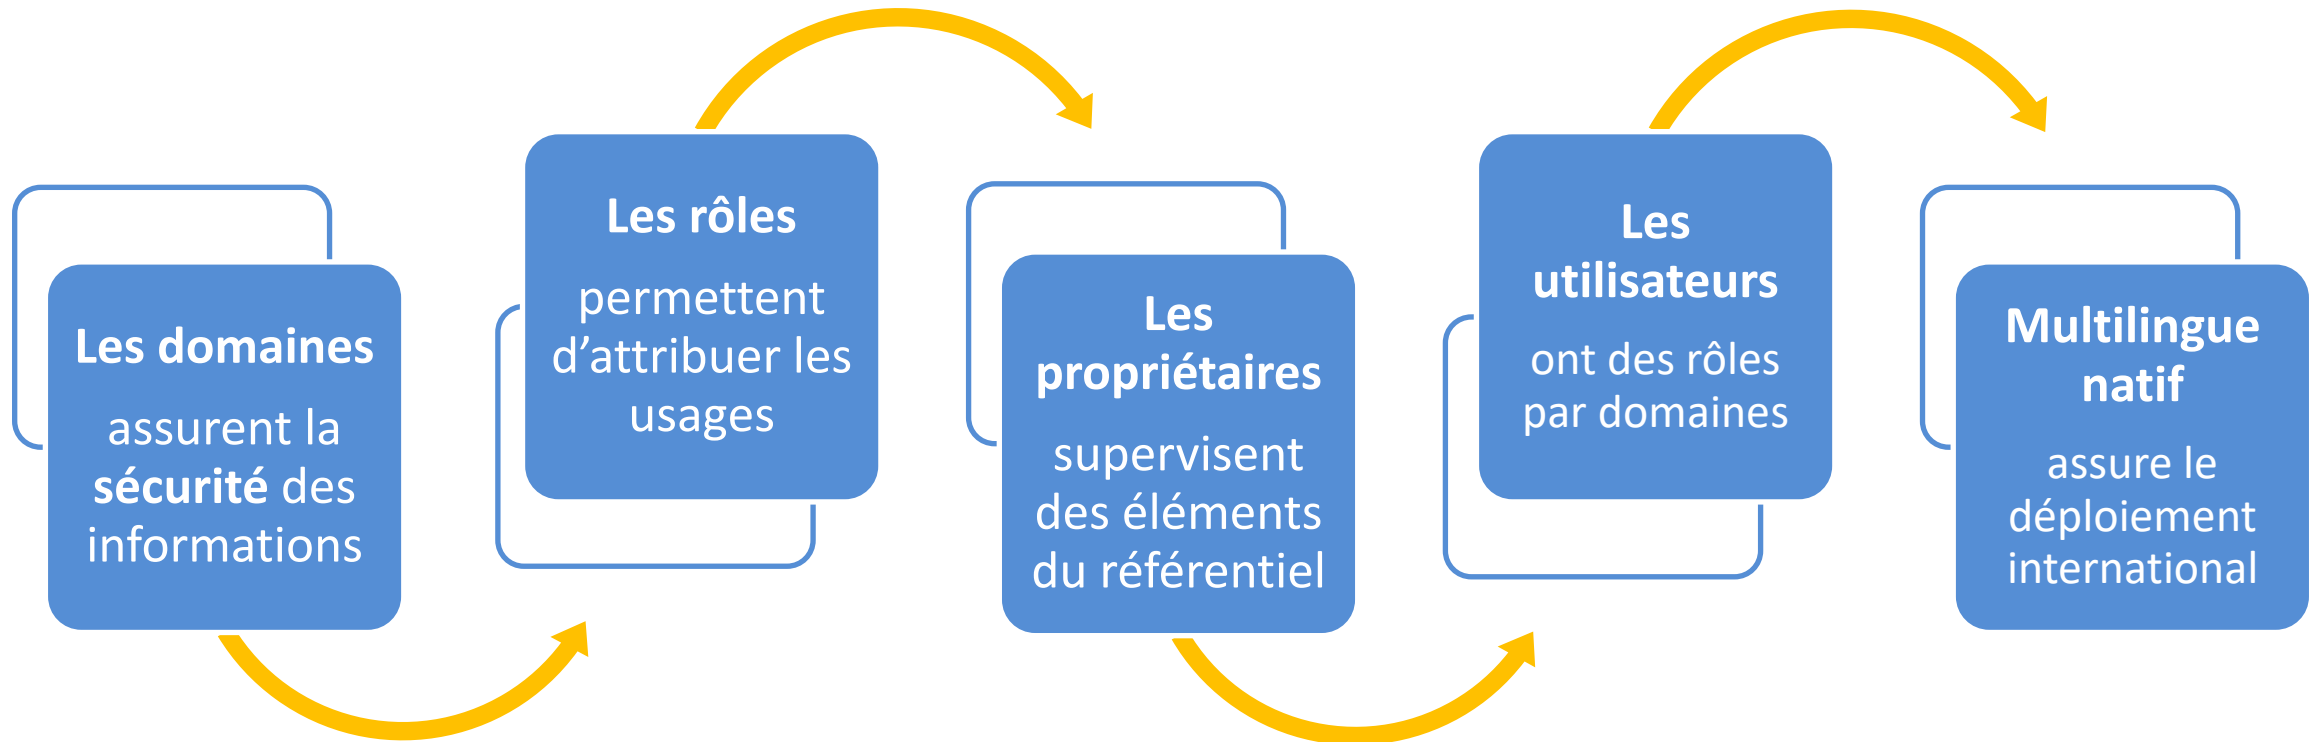 Les domaines
assurent la
sécurité des
informations
Les rôles
permettent
d’attribuer les
usages
Les
propriétaires
supervisent
des éléments
du référentiel
Les
utilisateurs
ont des rôles
par domaines
Multilingue
natif
assure le
déploiement
international